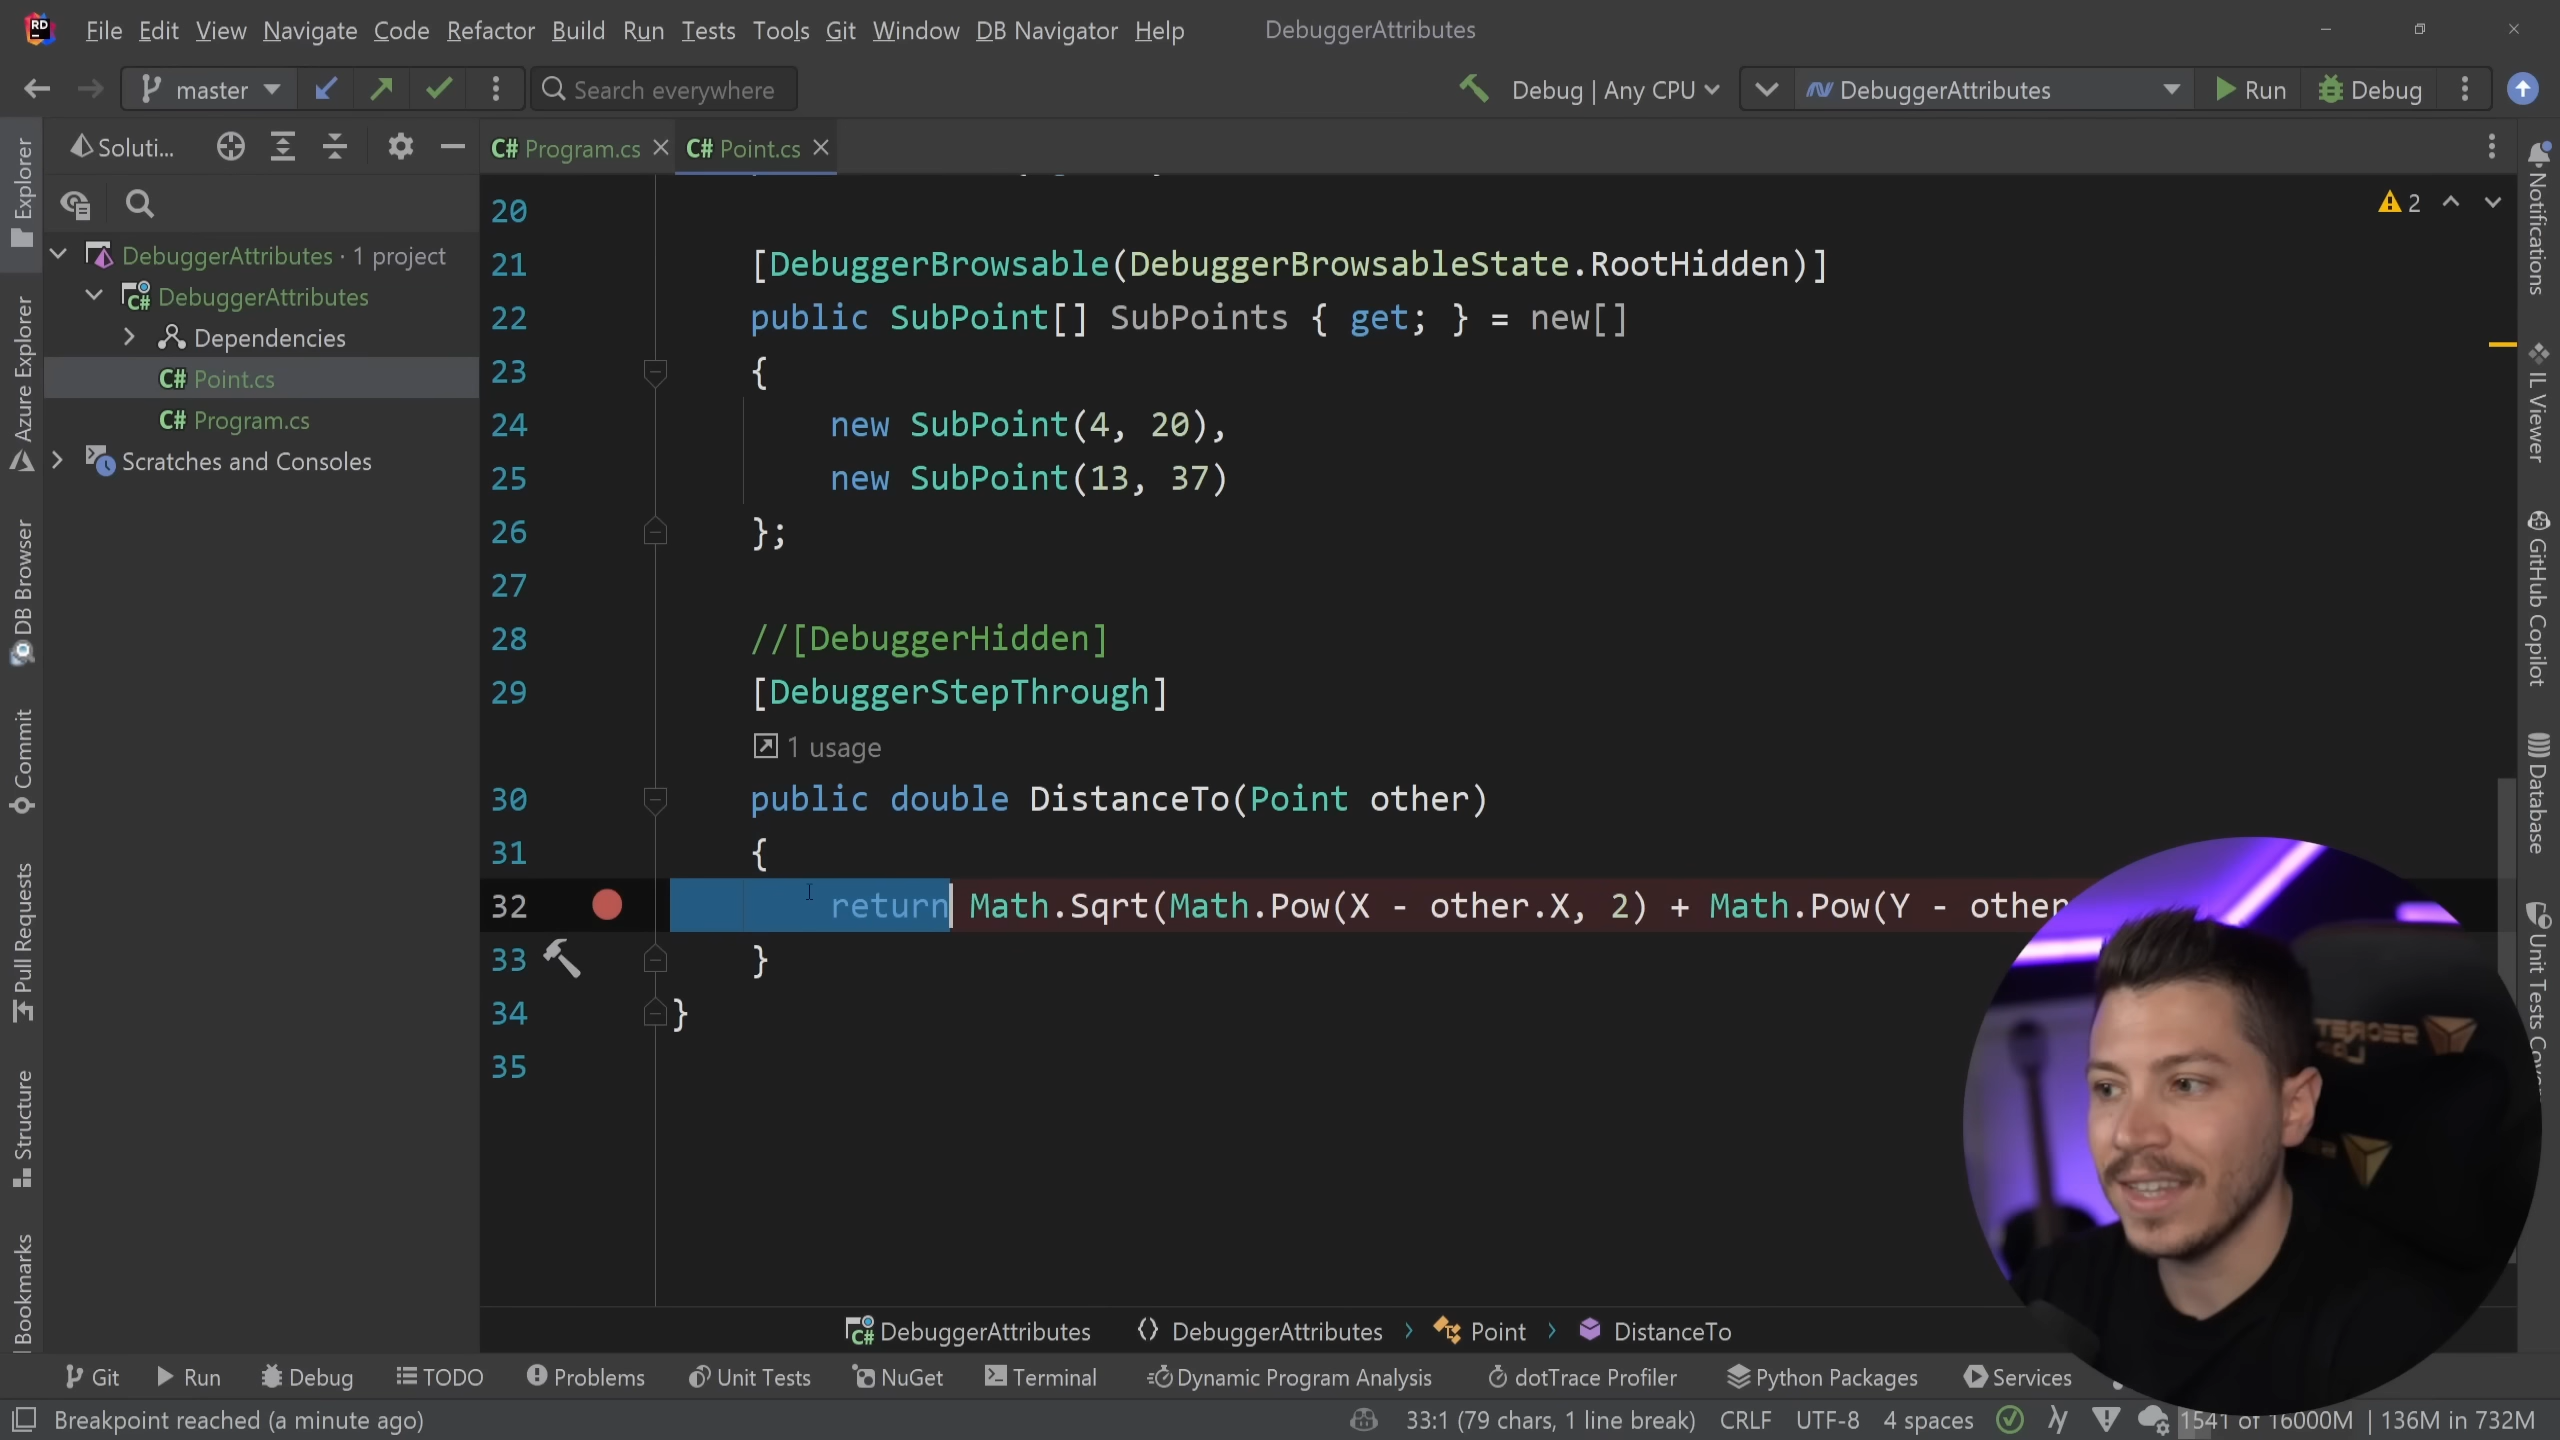 File Edit View Navigate Code Refactor Build Run Tests Tools Git Window DB Navigator Help DebuggerAttributes
master Search everywhere Debug | Any CPU DebuggerAttributes Run Debug
Soluti... C# Program.cs C# Point.cs
DebuggerAttributes · 1 project
C# DebuggerAttributes
Dependencies
C# Point.cs
C# Program.cs
Scratches and Consoles
Explorer
Azure Explorer
DB Browser
Commit
Pull Requests
Structure
Bookmarks
2
20
21 [DebuggerBrowsable(DebuggerBrowsableState.RootHidden)]
22 public SubPoint[] SubPoints { get; } = new[]
23 {
24 new SubPoint(4, 20),
25 new SubPoint(13, 37)
26 };
27
28 //[DebuggerHidden]
29 [DebuggerStepThrough]
1 usage
30 public double DistanceTo(Point other)
31 {
32 return Math.Sqrt(Math.Pow(X - other.X, 2) + Math.Pow(Y - other
33 }
34 }
35
Notifications
IL Viewer
GitHub Copilot
Database
Unit Tests
SECRET
DebuggerAttributes DebuggerAttributes Point DistanceTo
Git Run Debug TODO Problems Unit Tests NuGet Terminal Dynamic Program Analysis dotTrace Profiler Python Packages Services
Breakpoint reached (a minute ago) 33:1 (79 chars, 1 line break) CRLF UTF-8 4 spaces 1541 of 16000M | 136M in 732M